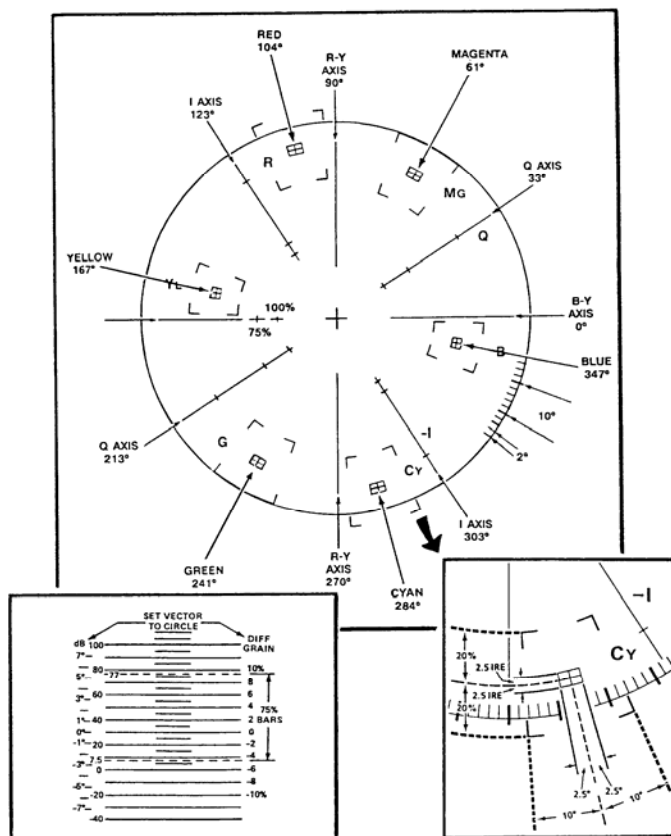 RED
104°
R-Y
AXIS
90°
MAGENTA
61°
I AXIS
123°
Q AXIS
33°
R
MG
Q
YELLOW
167°
YL
100%
75%
B-Y
AXIS
0°
B
BLUE
347°
10°
2°
Q AXIS
213°
G
-I
CY
I AXIS
303°
GREEN
241°
R-Y
AXIS
270°
CYAN
284°
SET VECTOR
TO CIRCLE
dB
DIFF
GRAIN
100
7°
80
10%
77
5°
8
60
6
3°
4
75%
BARS
1°
40
2
0°
0
-1°
20
-2
-4
7.5
-3°
0
-6
-5°
-8
-20
-10%
-7°
-40
-I
CY
20%
2.5 IRE
2.5 IRE
20%
2.5°
2.5°
10°
10°